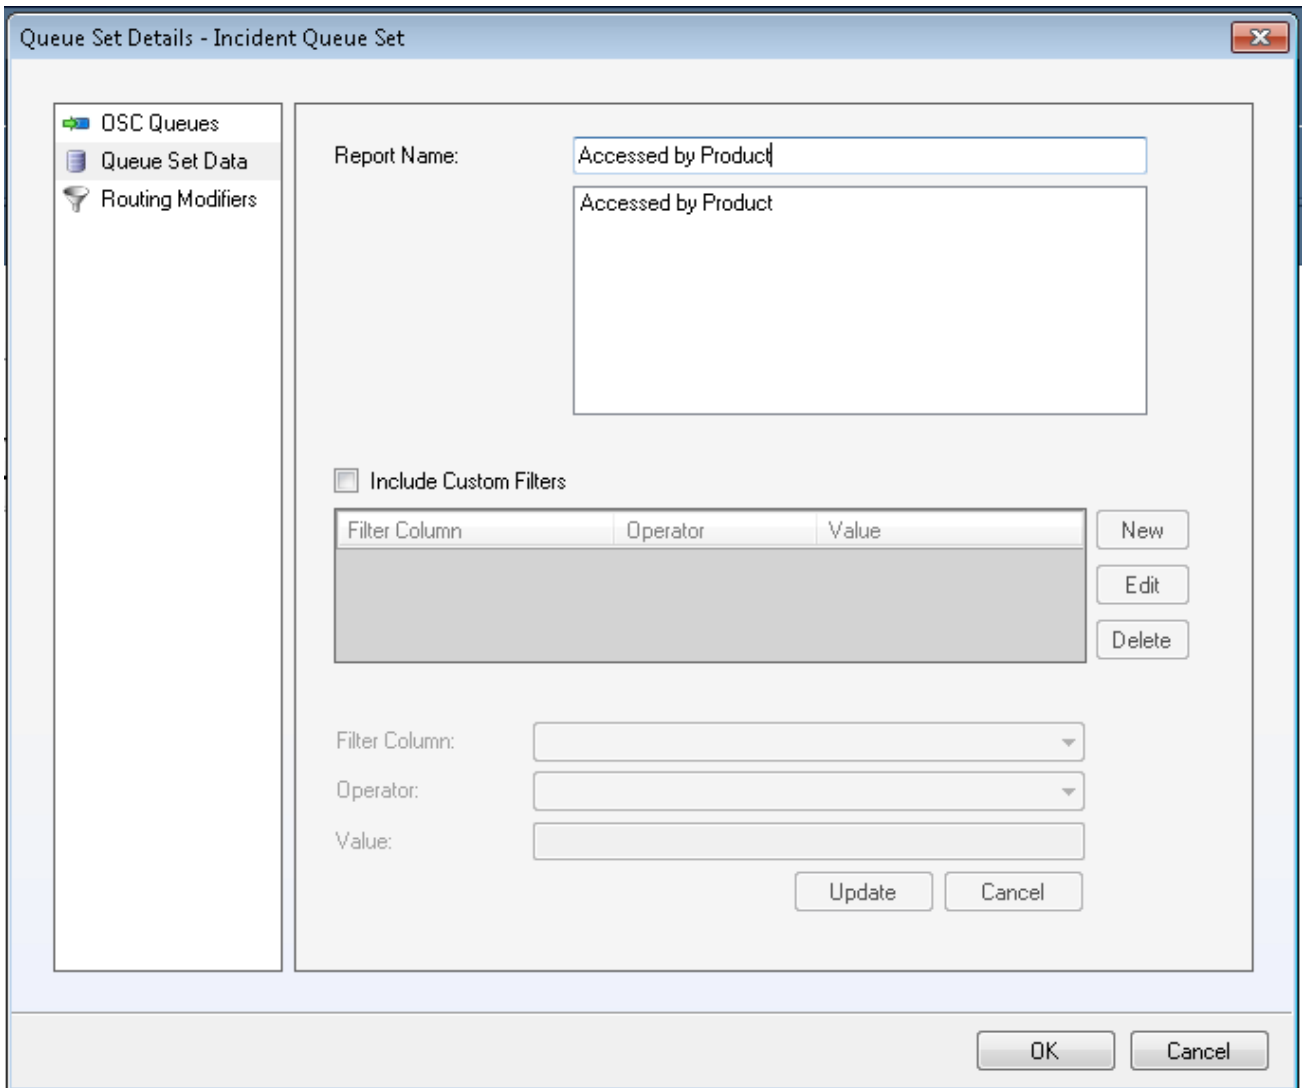 Queue Set Details - Incident Queue Set
OSC Queues
Queue Set Data
Routing Modifiers
Report Name:
Accessed by Product
Accessed by Product
Include Custom Filters
Filter Column Operator Value
New
Edit
Delete
Filter Column:
Operator:
Value:
Update Cancel
OK Cancel